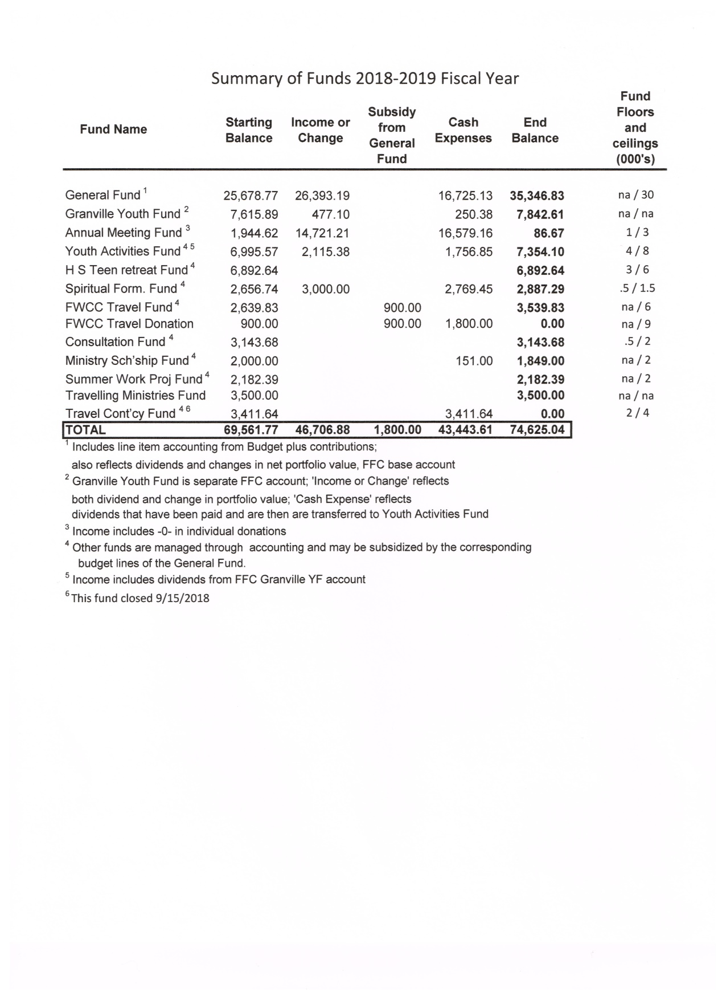 Summary of Funds 2018-2019 Fiscal Year
Fund Name Starting Balance Income or Change Subsidy from General Fund Cash Expenses End Balance Fund Floors and ceilings (000's)
General Fund 1 25,678.77 26,393.19 16,725.13 35,346.83 na / 30
Granville Youth Fund 2 7,615.89 477.10 250.38 7,842.61 na / na
Annual Meeting Fund 3 1,944.62 14,721.21 16,579.16 86.67 1 / 3
Youth Activities Fund 4 5 6,995.57 2,115.38 1,756.85 7,354.10 4 / 8
H S Teen retreat Fund 4 6,892.64 6,892.64 3 / 6
Spiritual Form. Fund 4 2,656.74 3,000.00 2,769.45 2,887.29 .5 / 1.5
FWCC Travel Fund 4 2,639.83 900.00 3,539.83 na / 6
FWCC Travel Donation 900.00 900.00 1,800.00 0.00 na / 9
Consultation Fund 4 3,143.68 3,143.68 .5 / 2
Ministry Sch'ship Fund 4 2,000.00 151.00 1,849.00 na / 2
Summer Work Proj Fund 4 2,182.39 2,182.39 na / 2
Travelling Ministries Fund 3,500.00 3,500.00 na / na
Travel Cont'cy Fund 4 6 3,411.64 3,411.64 0.00 2 / 4
TOTAL 69,561.77 46,706.88 1,800.00 43,443.61 74,625.04
1 Includes line item accounting from Budget plus contributions;
also reflects dividends and changes in net portfolio value, FFC base account
2 Granville Youth Fund is separate FFC account; 'Income or Change' reflects
both dividend and change in portfolio value; 'Cash Expense' reflects
dividends that have been paid and are then are transferred to Youth Activities Fund
3 Income includes -0- in individual donations
4 Other funds are managed through accounting and may be subsidized by the corresponding
budget lines of the General Fund.
5 Income includes dividends from FFC Granville YF account
6 This fund closed 9/15/2018